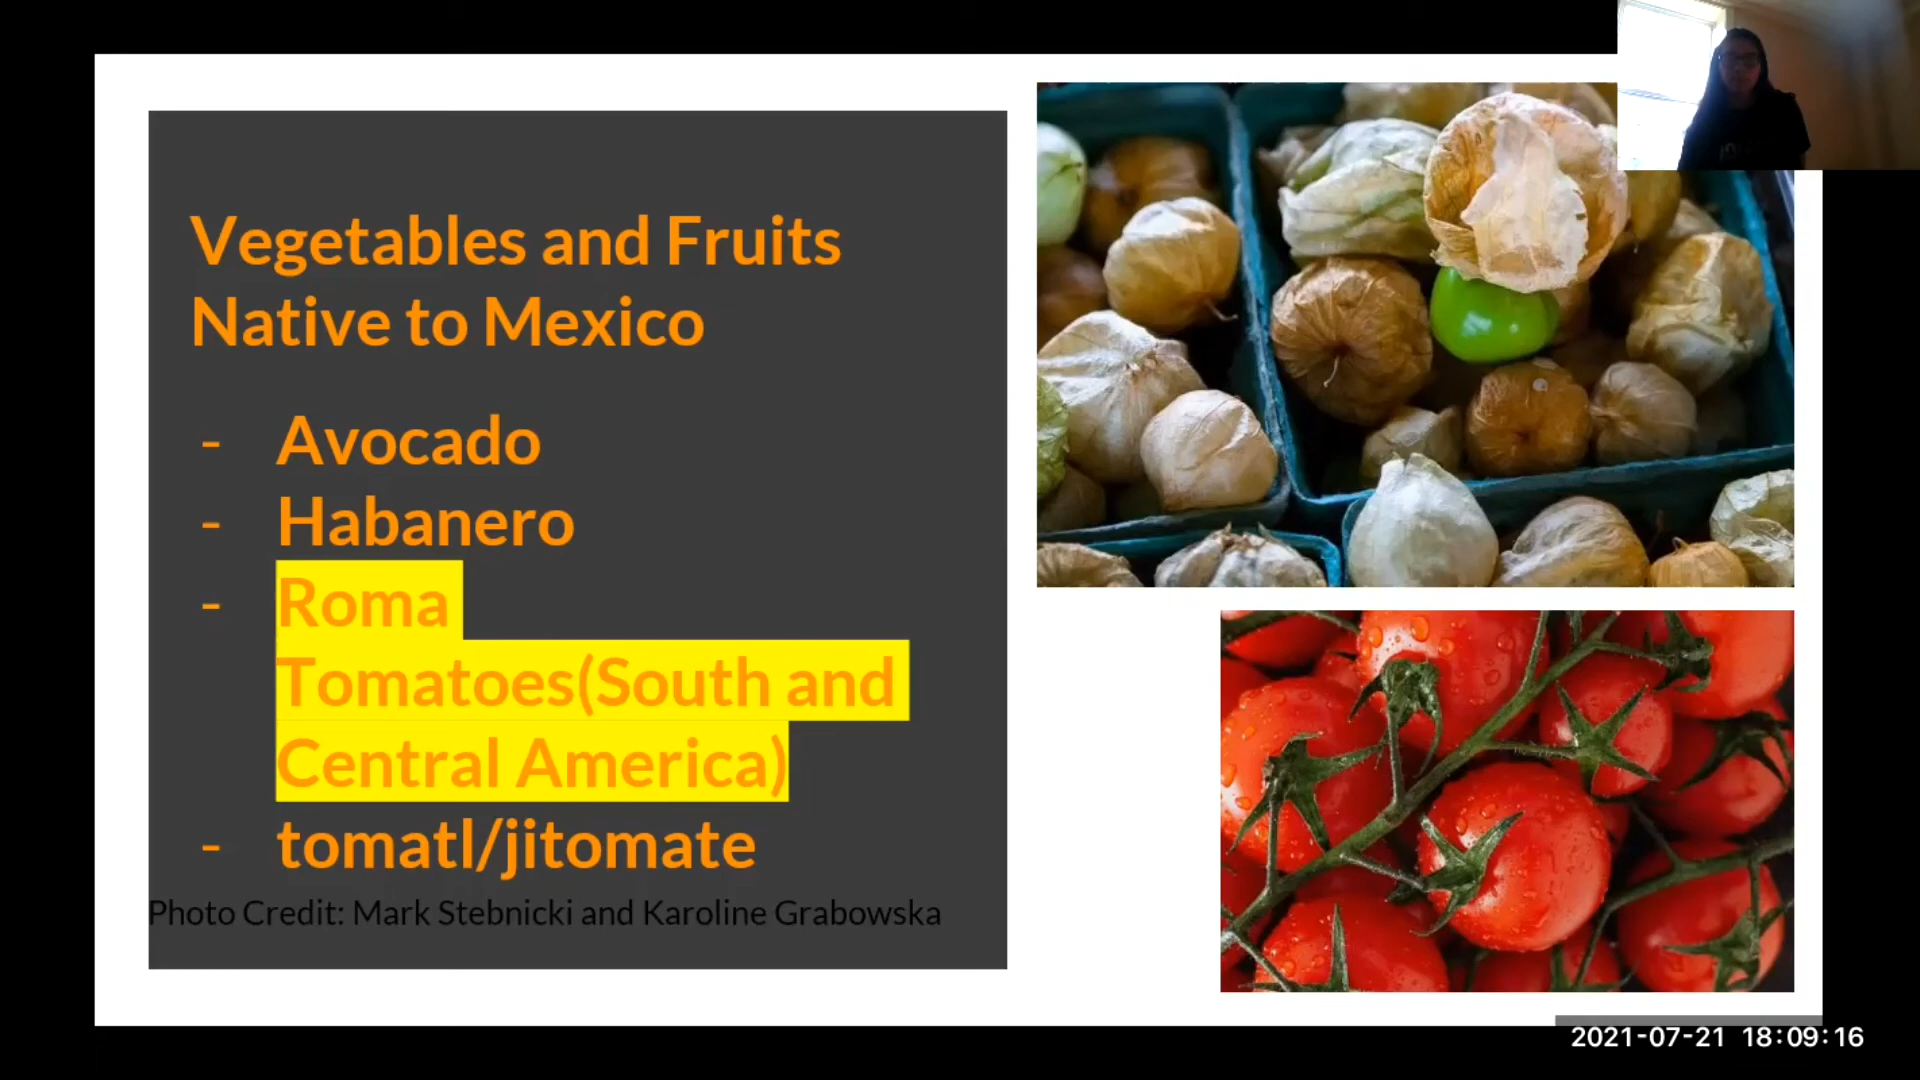 Vegetables and Fruits
Native to Mexico
- Avocado
- Habanero
- Roma
Tomatoes(South and
Central America)
- tomatl/jitomate
Photo Credit: Mark Stebnicki and Karoline Grabowska
2021-07-21 18:09:16